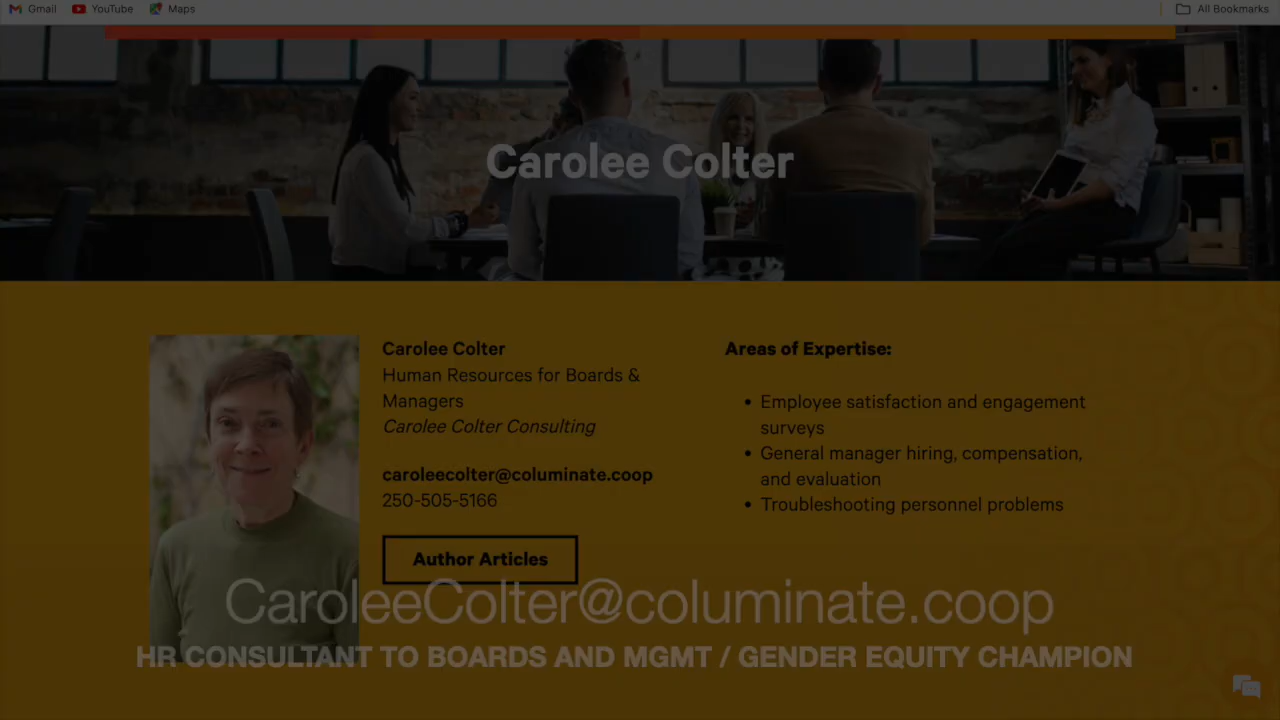 Gmail YouTube Maps All Bookmarks
Carolee Colter
Carolee Colter
Human Resources for Boards &
Managers
Carolee Colter Consulting
caroleecolter@columinate.coop
250-505-5166
Author Articles
Areas of Expertise:
• Employee satisfaction and engagement
surveys
• General manager hiring, compensation,
and evaluation
• Troubleshooting personnel problems
CaroleeColter@columinate.coop
HR CONSULTANT TO BOARDS AND MGMT / GENDER EQUITY CHAMPION